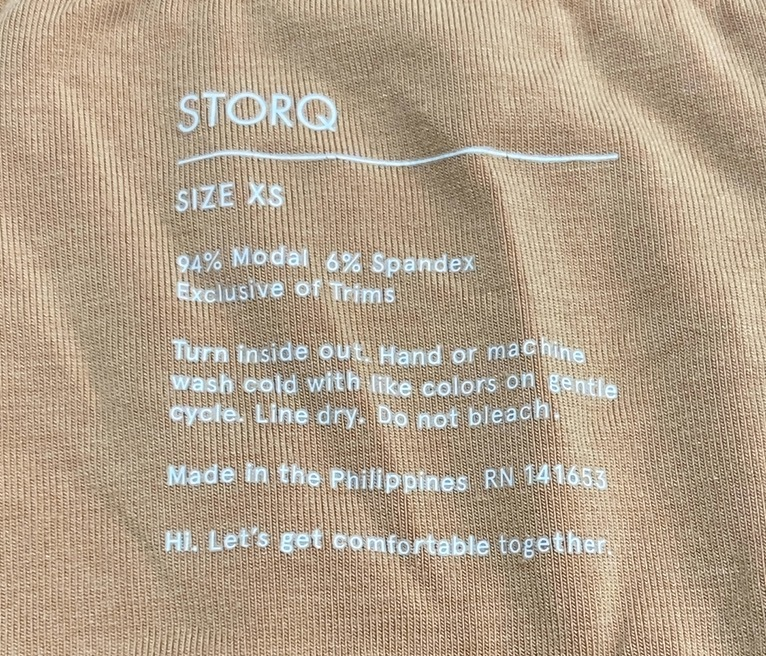 STORQ
SIZE XS
94% Modal 6% Spandex
Exclusive of Trims
Turn inside out. Hand or machine
wash cold with like colors on gentle
cycle. Line dry. Do not bleach.
Made in the Philippines RN 141653
Hi. Let's get comfortable together.